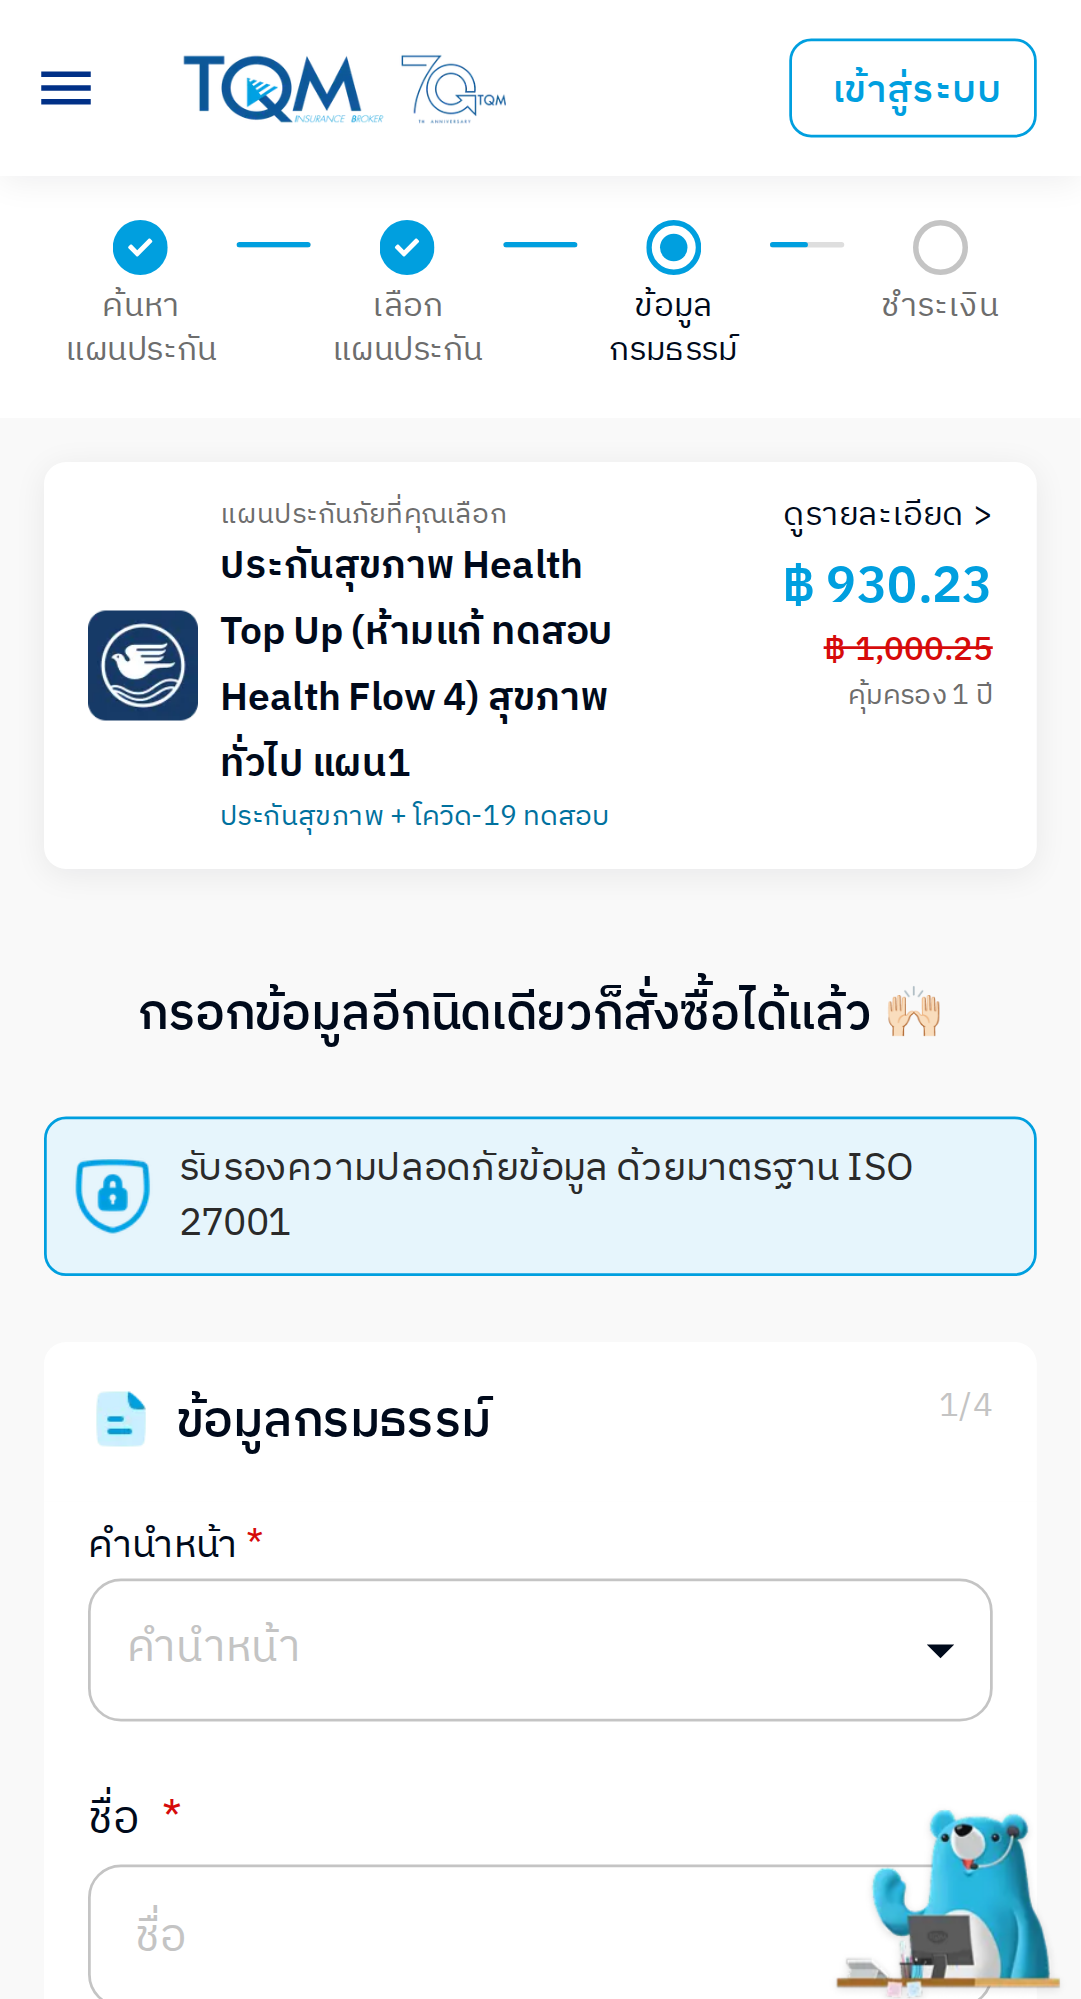 TQM
INSURANCE BROKER
70 TQM
TH ANNIVERSARY
เข้าสู่ระบบ
ค้นหา
แผนประกัน
เลือก
แผนประกัน
ข้อมูล
กรมธรรม์
ชำระเงิน
แผนประกันภัยที่คุณเลือก
ประกันสุขภาพ Health
Top Up (ห้ามแก้ ทดสอบ
Health Flow 4) สุขภาพ
ทั่วไป แผน1
ประกันสุขภาพ + โควิด-19 ทดสอบ
ดูรายละเอียด >
฿ 930.23
฿ 1,000.25
คุ้มครอง 1 ปี
กรอกข้อมูลอีกนิดเดียวก็สั่งซื้อได้แล้ว 🙌🏻
รับรองความปลอดภัยข้อมูล ด้วยมาตรฐาน ISO
27001
ข้อมูลกรมธรรม์
1/4
คำนำหน้า *
คำนำหน้า
ชื่อ *
ชื่อ